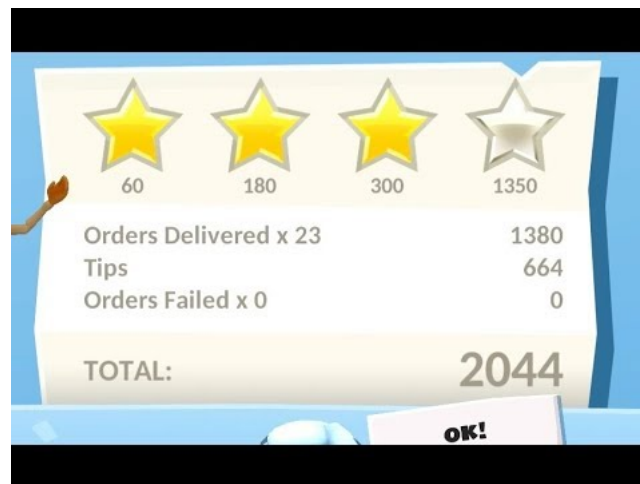 60 180 300 1350
Orders Delivered x 23 1380
Tips 664
Orders Failed x 0 0
TOTAL: 2044
OK!